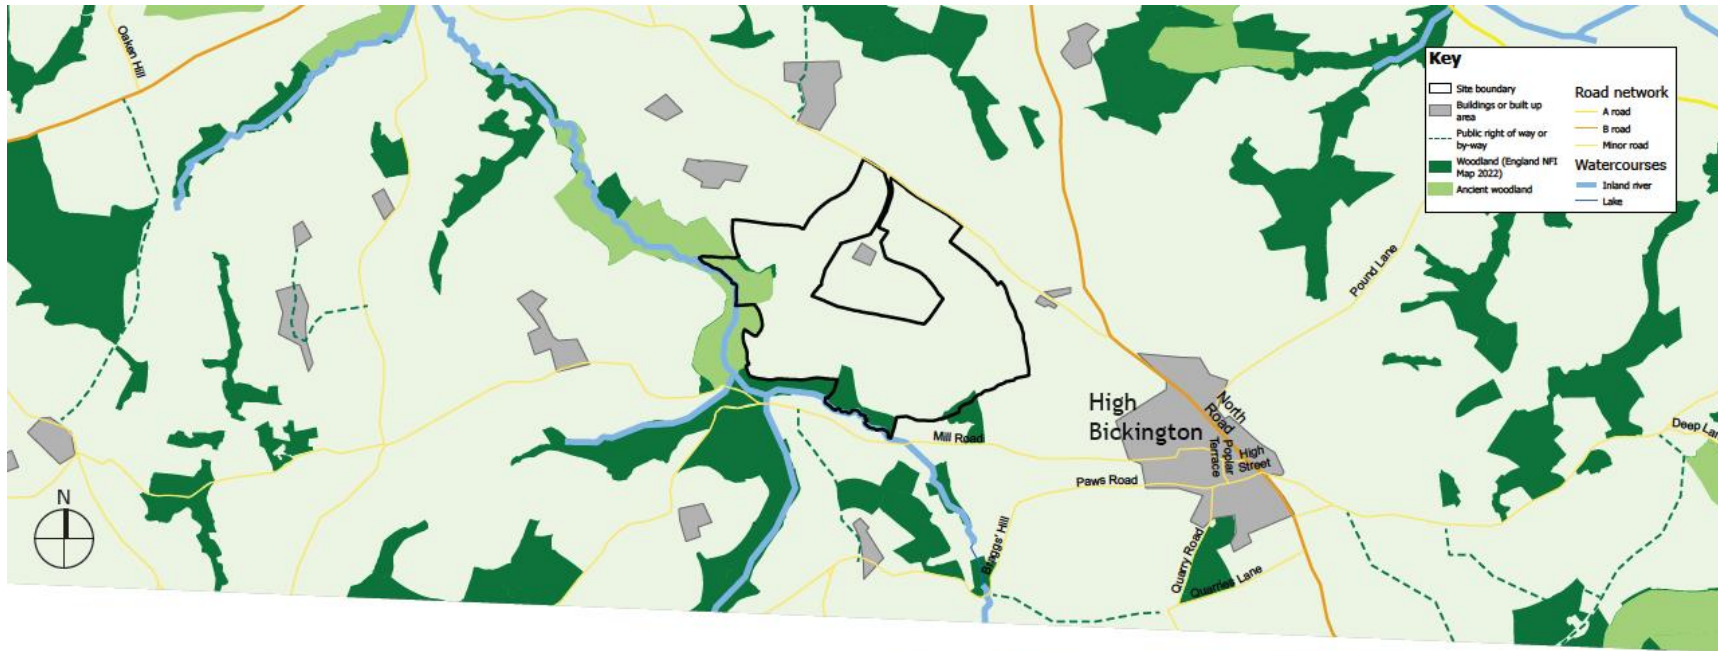 Oaken Hill
Key
Site boundary
Buildings or built up
area
Public right of way or
by-way
Woodland (England NFI
Map 2022)
Ancient woodland
Road network
A road
B road
Minor road
Watercourses
Inland river
Lake
Pound Lane
High
Bickington
North
Road
Poplar
Terrace
High
Street
Mill Road
Paws Road
Deep Lan
N
Braggs' Hill
Quarry Road
Quarries Lane